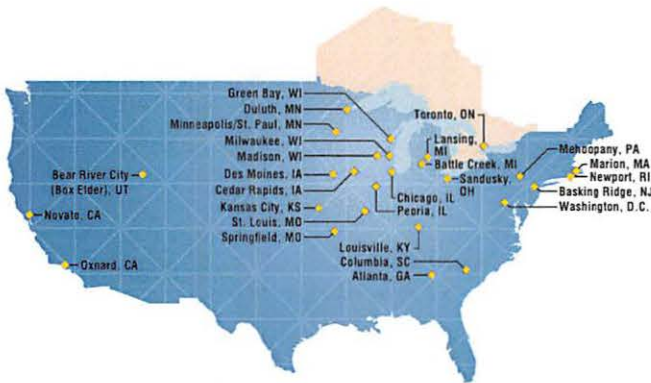 Green Bay, WI
Duluth, MN
Minneapolis/St. Paul, MN
Milwaukee, WI
Madison, WI
Des Moines, IA
Cedar Rapids, IA
Kansas City, KS
St. Louis, MO
Springfield, MO
Bear River City
(Box Elder), UT
Novato, CA
Oxnard, CA
Toronto, ON
Lansing,
MI
Battle Creek, MI
Sandusky,
OH
Chicago, IL
Peoria, IL
Louisville, KY
Columbia, SC
Atlanta, GA
Mehoopany, PA
Marion, MA
Newport, RI
Basking Ridge, NJ
Washington, D.C.